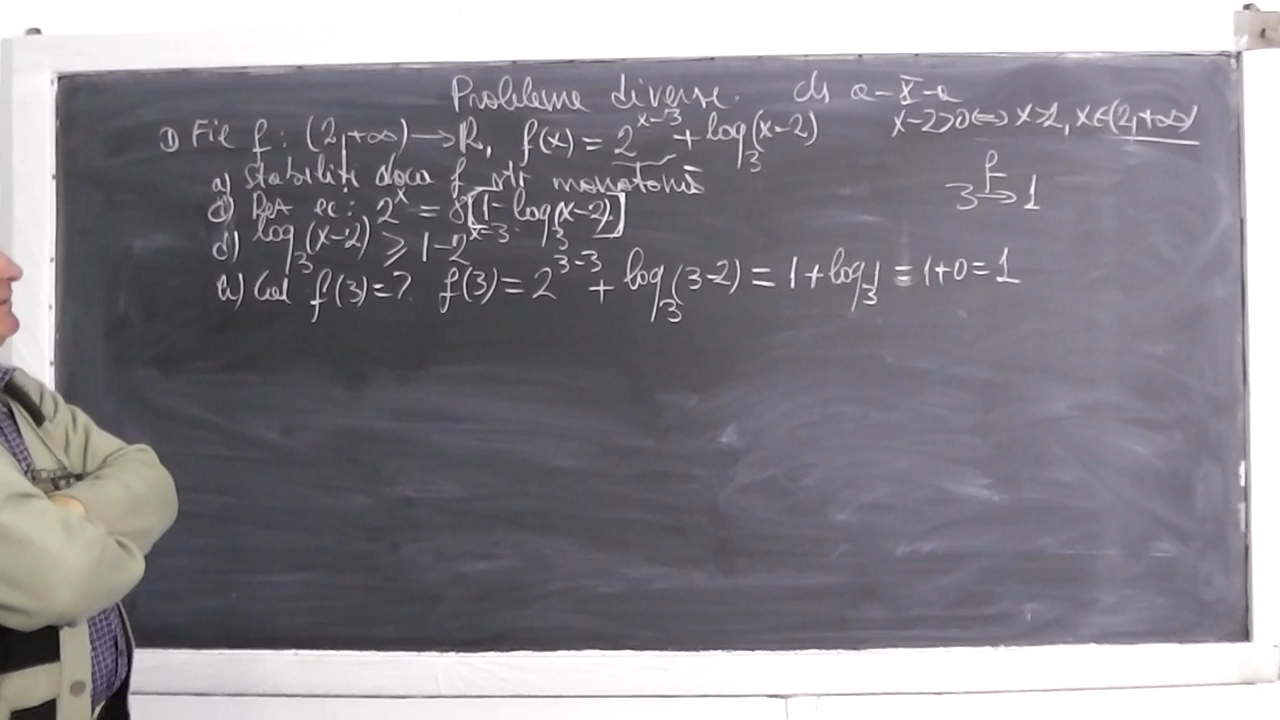 Probleme diverse. cls a-X-a
1) Fie f: (2,+∞)→R, f(x) = 2^{x-3} + log_3(x-2)
x-2>0 ⟺ x>2, x∈(2,+∞)
a) Stabiliti daca f este monotonă
3 →^f 1
c) Rez ec: 2^x = 8[1-log_3(x-2)]
d) log_3(x-2) ≥ 1-2^{x-3}
b) Cal f(3)=? f(3) = 2^{3-3} + log_3(3-2) = 1 + log_3 1 = 1+0 = 1